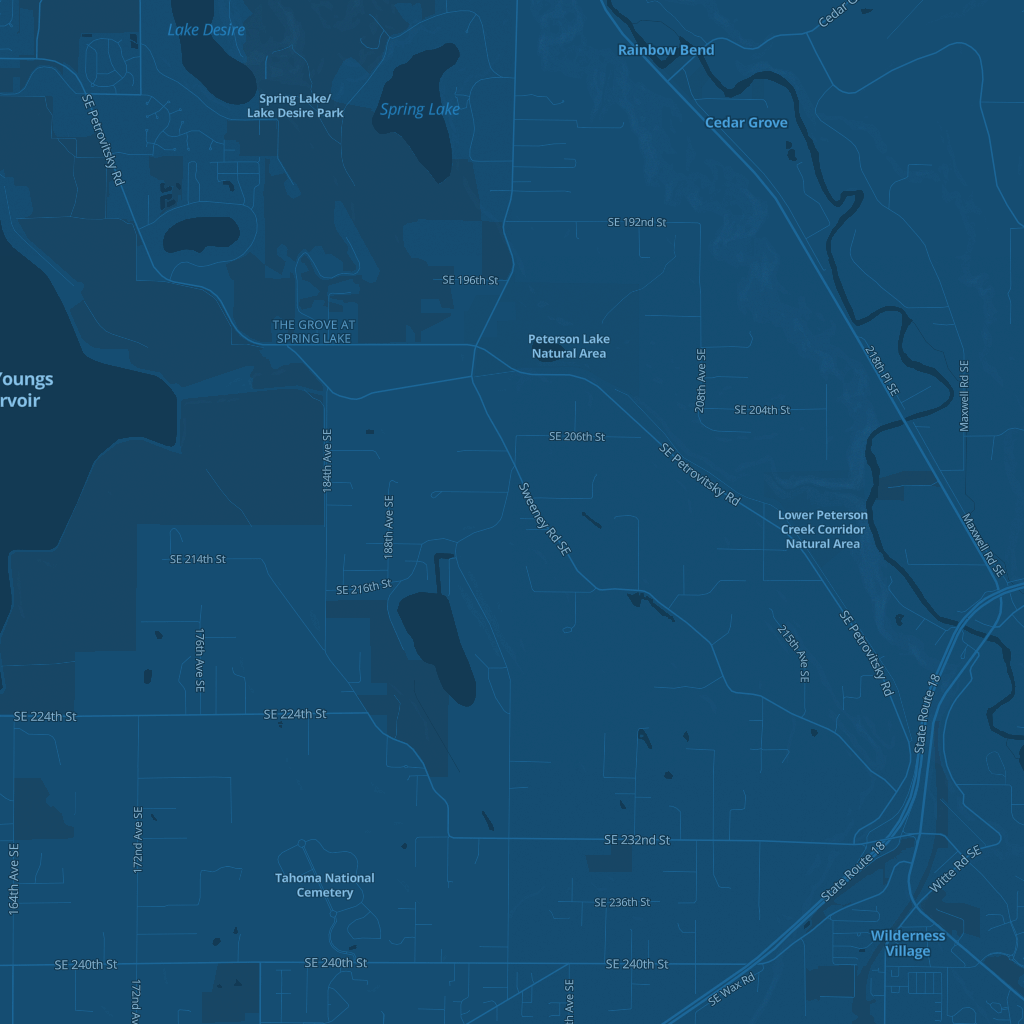 Lake Desire
Cedar G
Rainbow Bend
Spring Lake/
Lake Desire Park
Spring Lake
Cedar Grove
SE Petrovitsky Rd
SE 192nd St
SE 196th St
THE GROVE AT
SPRING LAKE
Peterson Lake
Natural Area
218th Pl SE
208th Ave SE
Maxwell Rd SE
Youngs
rvoir
SE 204th St
184th Ave SE
SE 206th St
SE Petrovitsky Rd
188th Ave SE
Sweeney Rd SE
Lower Peterson
Creek Corridor
Natural Area
Maxwell Rd SE
SE 214th St
SE 216th St
176th Ave SE
215th Ave SE
SE Petrovitsky Rd
SE 224th St
SE 224th St
State Route 18
172nd Ave SE
SE 232nd St
164th Ave SE
Tahoma National
Cemetery
State Route 18
Witte Rd SE
SE 236th St
Wilderness
Village
SE 240th St
SE 240th St
SE 240th St
SE Wax Rd
172nd Av
th Ave SE